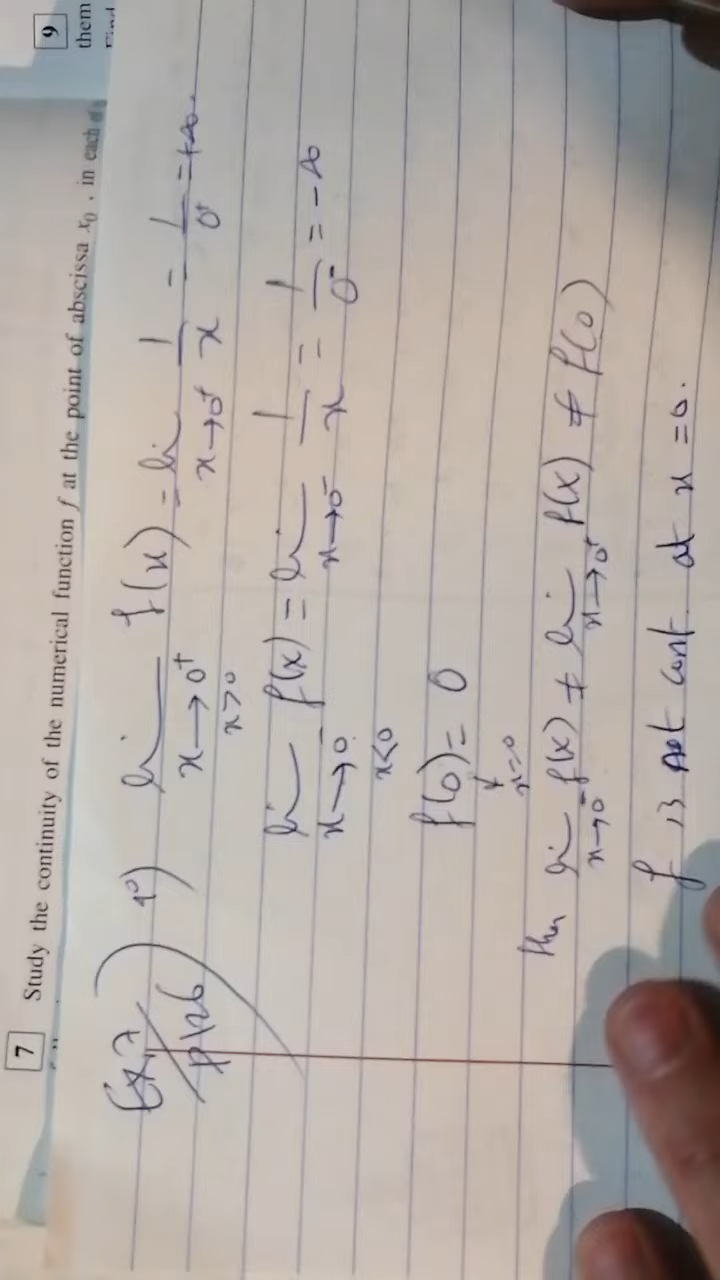 7 Study the continuity of the numerical function f at the point of abscissa x₀ , in each
9
them
Ex 7 / P126 1°) lim x→0⁺ x>0 f(x) = lim x→0⁺ 1/x = 1/0⁺ = +∞.
lim x→0⁻ x<0 f(x) = lim x→0⁻ 1/x = 1/0⁻ = -∞
f(0) = 0
x=0
then lim x→0⁻ f(x) ≠ lim x→0⁺ f(x) ≠ f(0)
f is not cont. at x=0.